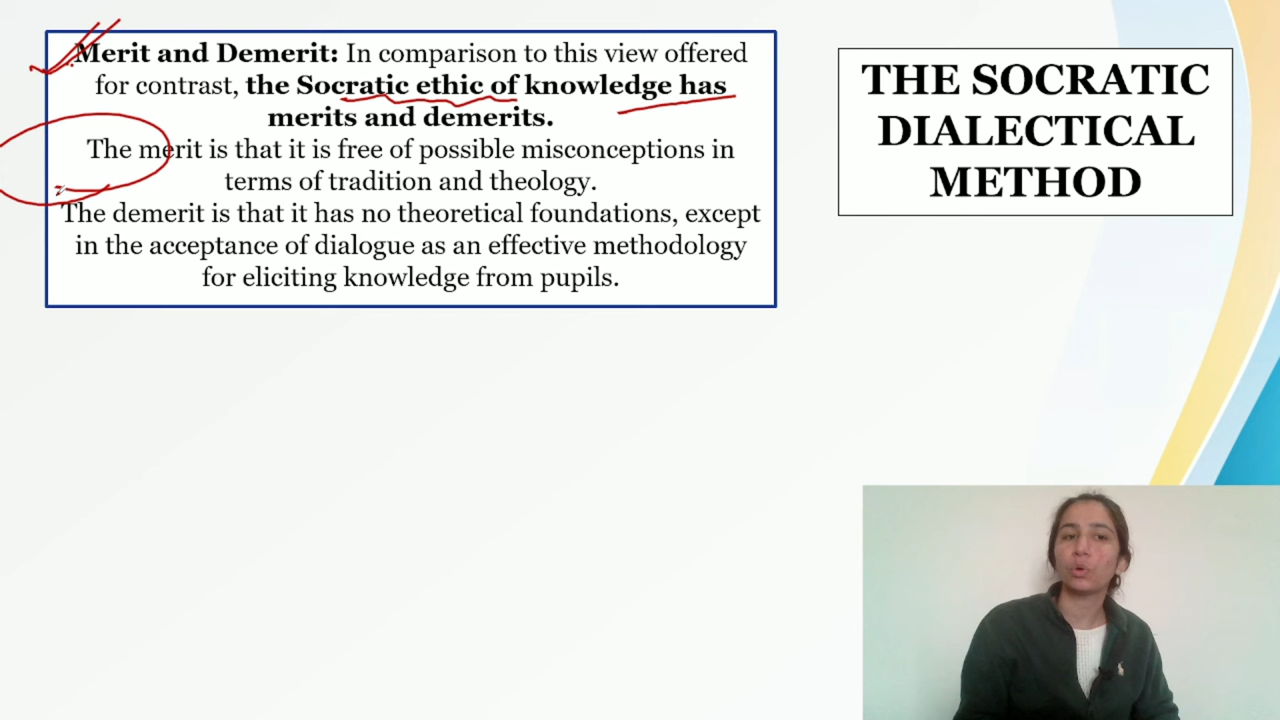 Merit and Demerit: In comparison to this view offered
for contrast, the Socratic ethic of knowledge has
merits and demerits.
The merit is that it is free of possible misconceptions in
terms of tradition and theology.
The demerit is that it has no theoretical foundations, except
in the acceptance of dialogue as an effective methodology
for eliciting knowledge from pupils.
THE SOCRATIC
DIALECTICAL
METHOD